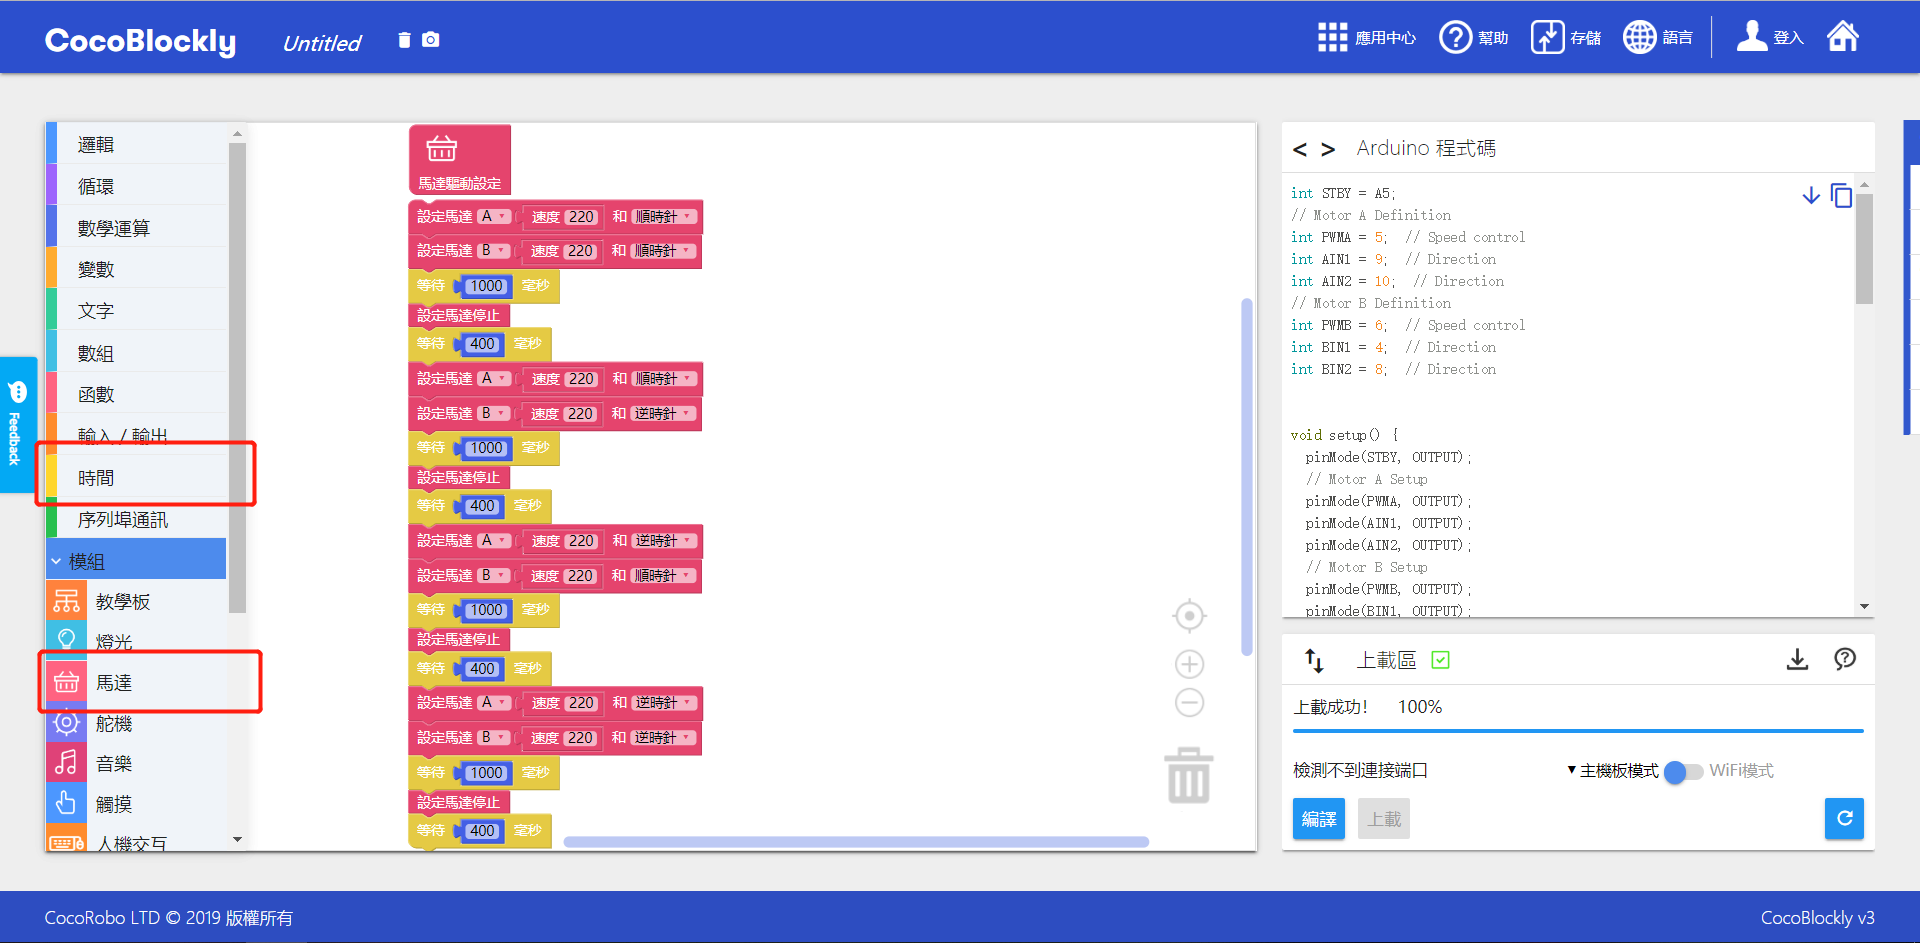 CocoBlockly
Untitled
應用中心
幫助
存儲
語言
登入
Feedback
邏輯
循環
數學運算
變數
文字
數組
函數
輸入 / 輸出
時間
序列埠通訊
模組
教學板
燈光
馬達
舵機
音樂
觸摸
人機交互
馬達驅動設定
設定馬達 A 速度 220 和 順時針
設定馬達 B 速度 220 和 順時針
等待 1000 毫秒
設定馬達停止
等待 400 毫秒
設定馬達 A 速度 220 和 順時針
設定馬達 B 速度 220 和 逆時針
等待 1000 毫秒
設定馬達停止
等待 400 毫秒
設定馬達 A 速度 220 和 逆時針
設定馬達 B 速度 220 和 順時針
等待 1000 毫秒
設定馬達停止
等待 400 毫秒
設定馬達 A 速度 220 和 逆時針
設定馬達 B 速度 220 和 逆時針
等待 1000 毫秒
設定馬達停止
等待 400 毫秒
< > Arduino 程式碼
int STBY = A5;
// Motor A Definition
int PWMA = 5; // Speed control
int AIN1 = 9; // Direction
int AIN2 = 10; // Direction
// Motor B Definition
int PWMB = 6; // Speed control
int BIN1 = 4; // Direction
int BIN2 = 8; // Direction
void setup() {
pinMode(STBY, OUTPUT);
// Motor A Setup
pinMode(PWMA, OUTPUT);
pinMode(AIN1, OUTPUT);
pinMode(AIN2, OUTPUT);
// Motor B Setup
pinMode(PWMB, OUTPUT);
pinMode(BIN1, OUTPUT);
上載區
上載成功! 100%
檢測不到連接端口
主機板模式
WiFi模式
編譯
上載
CocoRobo LTD © 2019 版權所有
CocoBlockly v3